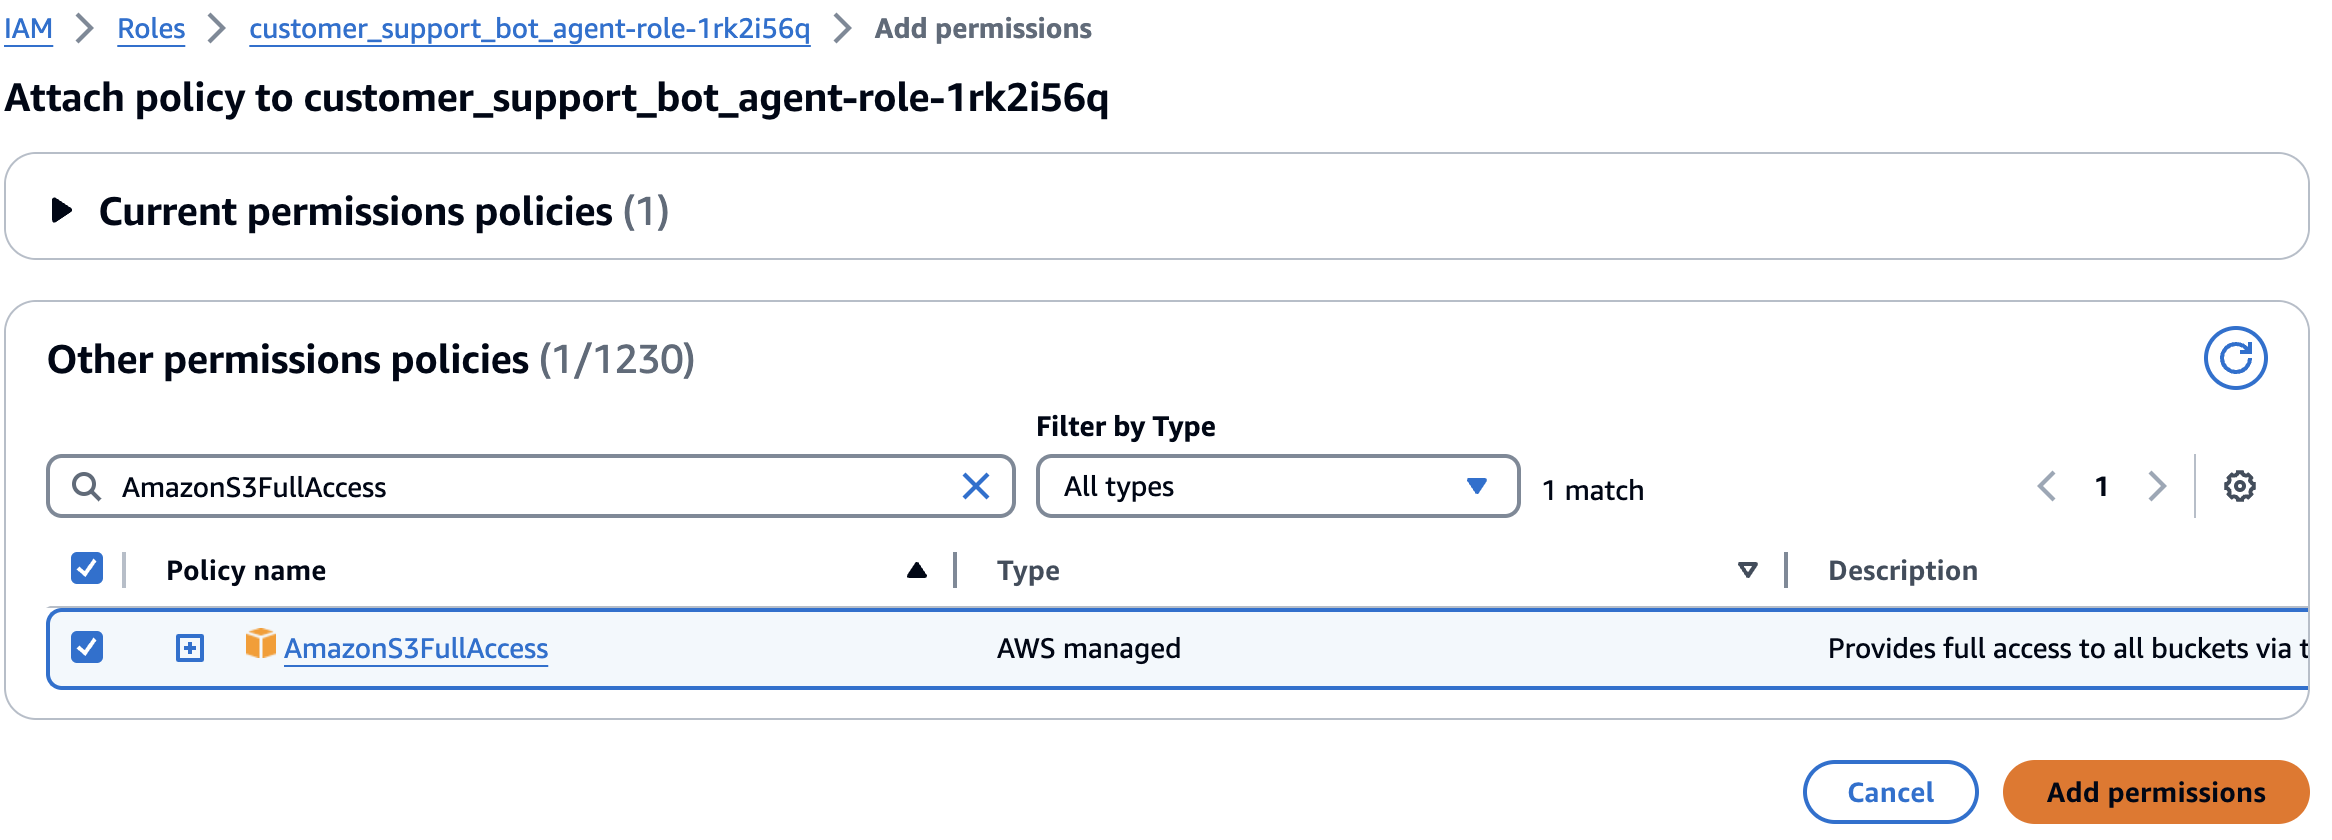 IAM > Roles > customer_support_bot_agent-role-1rk2i56q > Add permissions
Attach policy to customer_support_bot_agent-role-1rk2i56q
Current permissions policies (1)
Other permissions policies (1/1230)
Filter by Type
AmazonS3FullAccess All types 1 match 1
Policy name Type Description
AmazonS3FullAccess AWS managed Provides full access to all buckets via t
Cancel Add permissions